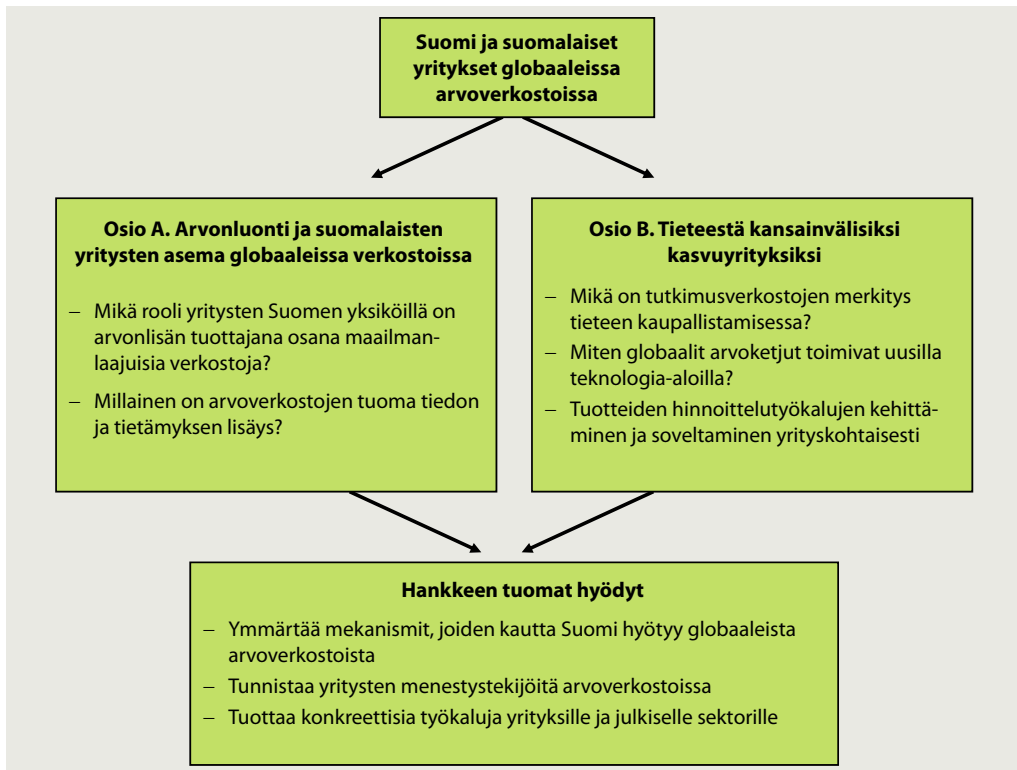 Suomi ja suomalaiset
yritykset globaaleissa
arvoverkostoissa
Osio A. Arvonluonti ja suomalaisten
yritysten asema globaaleissa verkostoissa
– Mikä rooli yritysten Suomen yksiköillä on
arvonlisän tuottajana osana maailman-
laajuisia verkostoja?
– Millainen on arvoverkostojen tuoma tiedon
ja tietämyksen lisäys?
Osio B. Tieteestä kansainvälisiksi
kasvuyrityksiksi
– Mikä on tutkimusverkostojen merkitys
tieteen kaupallistamisessa?
– Miten globaalit arvoketjut toimivat uusilla
teknologia-aloilla?
– Tuotteiden hinnoittelutyökalujen kehittä-
minen ja soveltaminen yrityskohtaisesti
Hankkeen tuomat hyödyt
– Ymmärtää mekanismit, joiden kautta Suomi hyötyy globaaleista
arvoverkostoista
– Tunnistaa yritysten menestystekijöitä arvoverkostoissa
– Tuottaa konkreettisia työkaluja yrityksille ja julkiselle sektorille